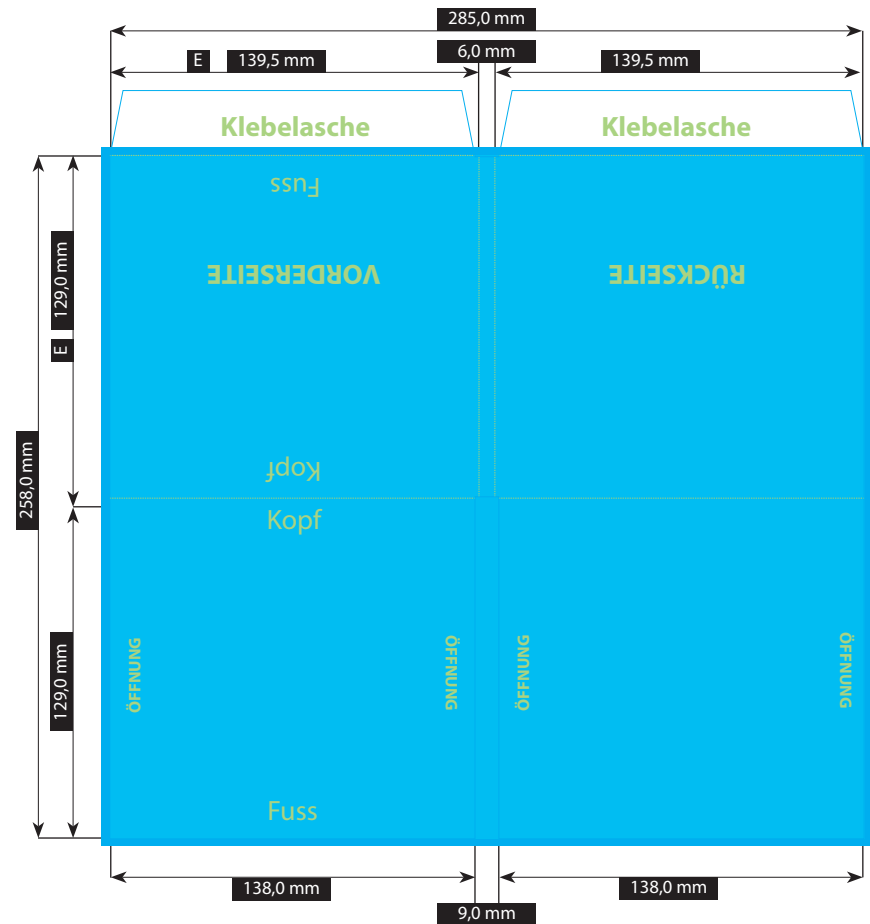 285,0 mm
6,0 mm
E 139,5 mm
139,5 mm
Klebelasche
Klebelasche
Fuss
VORDERSEITE
RÜCKSEITE
129,0 mm
E
Kopf
258,0 mm
Kopf
ÖFFNUNG
ÖFFNUNG
ÖFFNUNG
ÖFFNUNG
129,0 mm
Fuss
138,0 mm
138,0 mm
9,0 mm